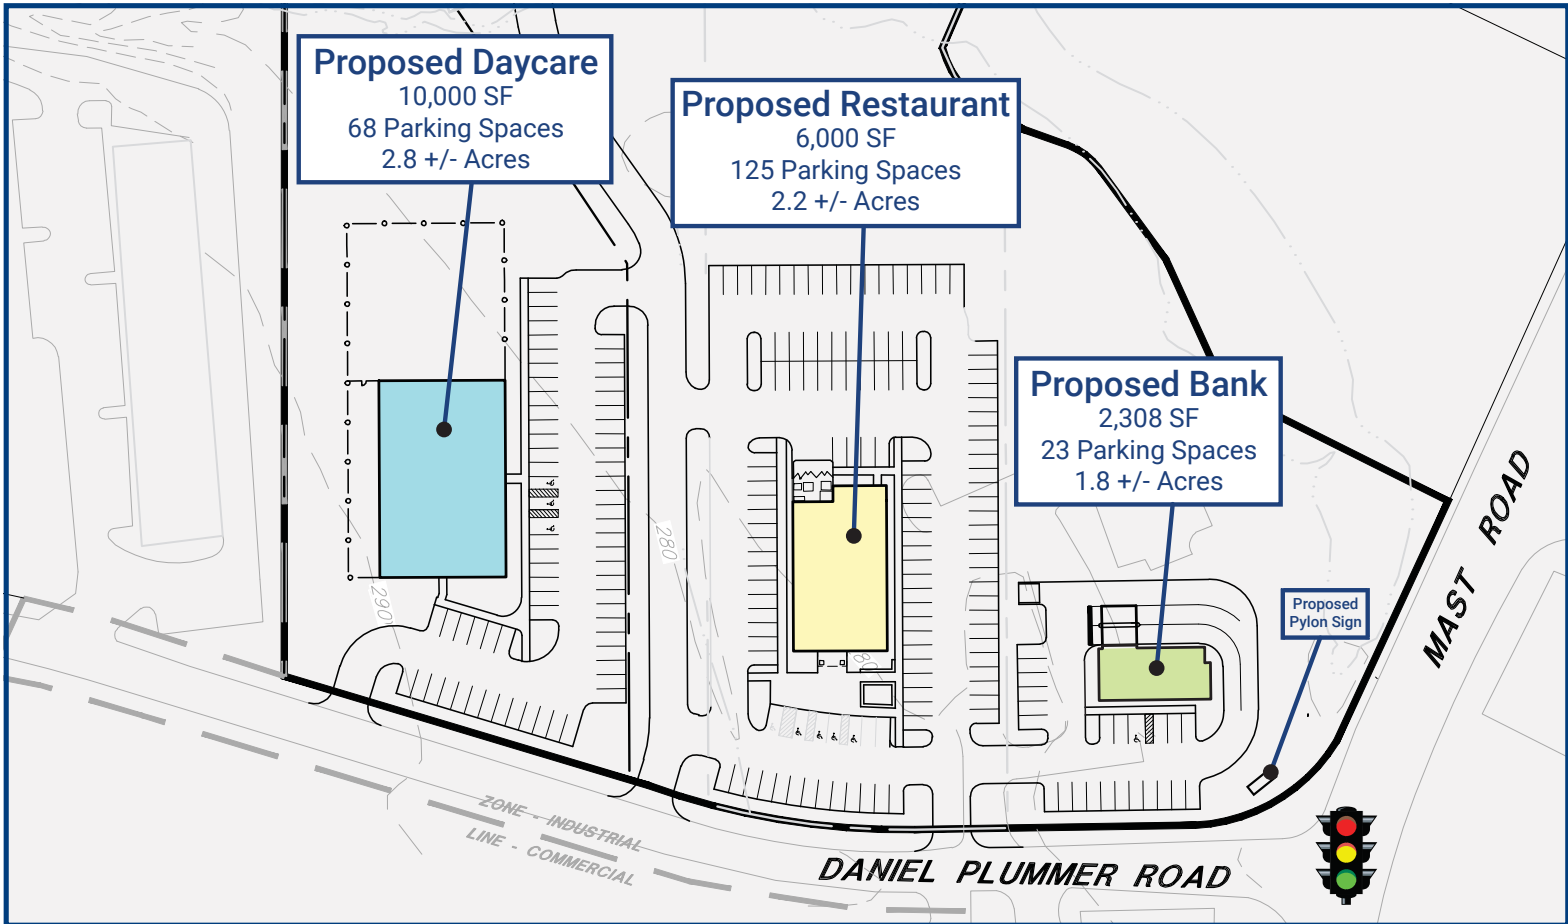 Proposed Daycare
10,000 SF
68 Parking Spaces
2.8 +/- Acres
Proposed Restaurant
6,000 SF
125 Parking Spaces
2.2 +/- Acres
Proposed Bank
2,308 SF
23 Parking Spaces
1.8 +/- Acres
Proposed
Pylon Sign
MAST ROAD
280
290
80
ZONE - INDUSTRIAL
LINE - COMMERCIAL
DANIEL PLUMMER ROAD